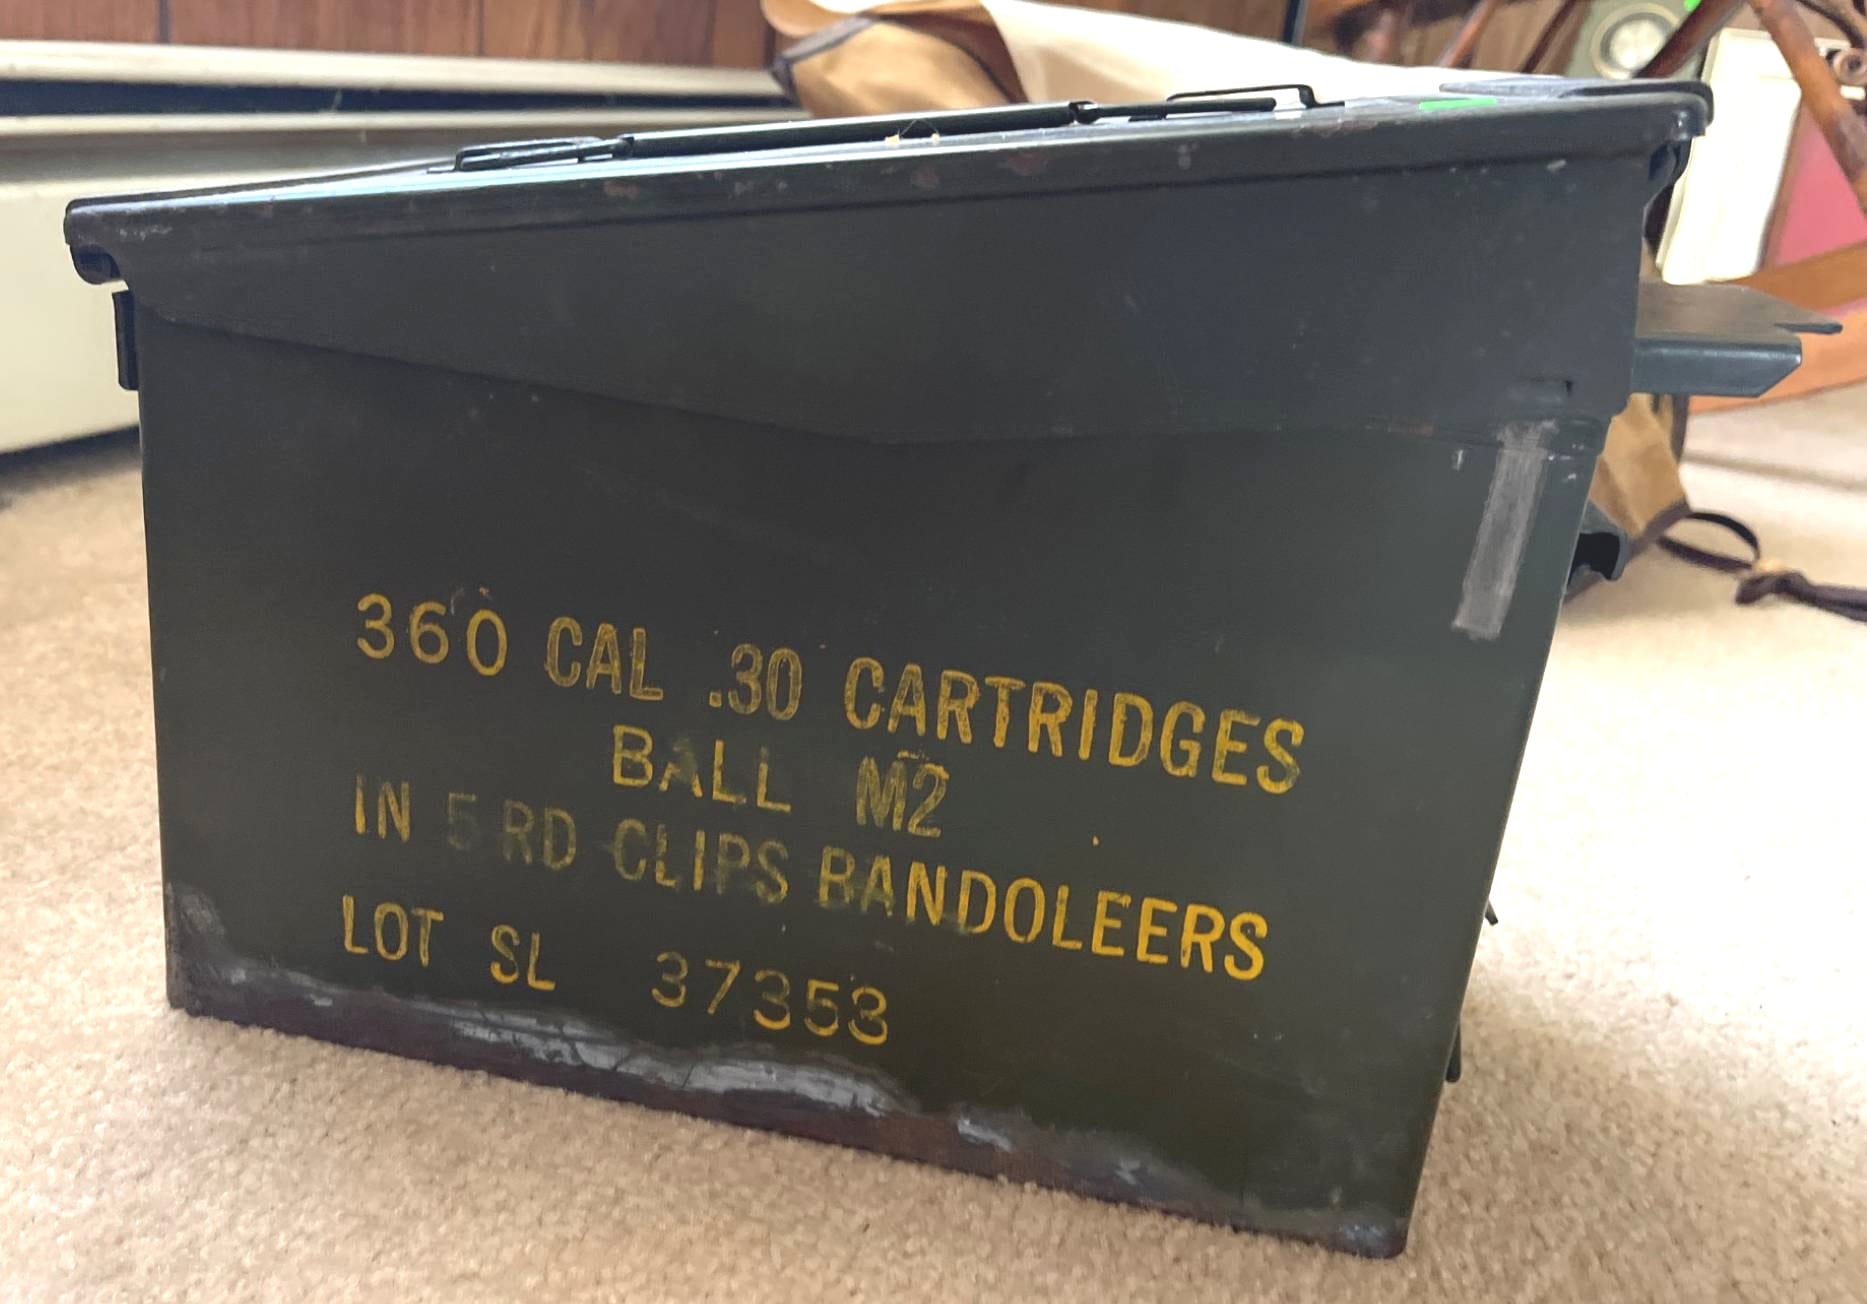 360 CAL .30 CARTRIDGES
BALL M2
IN 5 RD CLIPS BANDOLEERS
LOT SL 37353